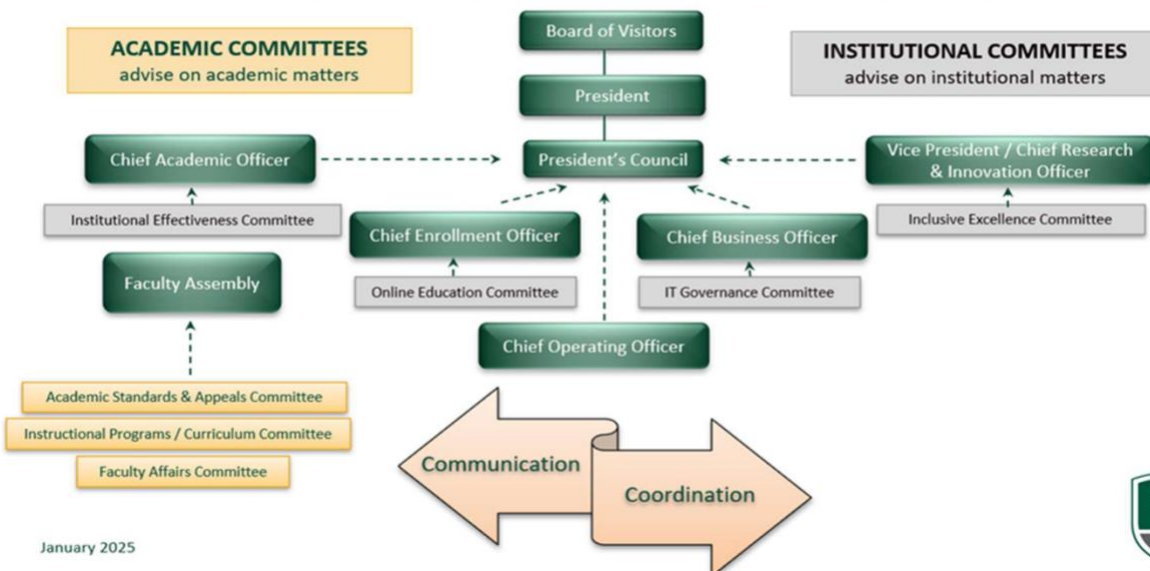 ACADEMIC COMMITTEES
advise on academic matters
Board of Visitors
President
President's Council
INSTITUTIONAL COMMITTEES
advise on institutional matters
Chief Academic Officer
Institutional Effectiveness Committee
Vice President / Chief Research
& Innovation Officer
Inclusive Excellence Committee
Chief Enrollment Officer
Online Education Committee
Chief Business Officer
IT Governance Committee
Faculty Assembly
Chief Operating Officer
Academic Standards & Appeals Committee
Instructional Programs / Curriculum Committee
Faculty Affairs Committee
Communication
Coordination
January 2025